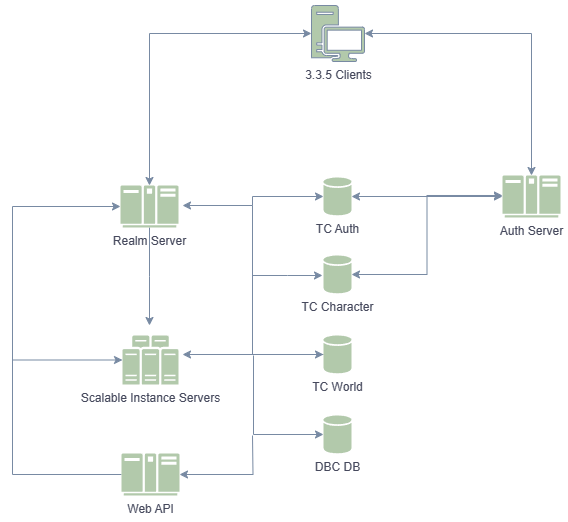 3.3.5 Clients
TC Auth
Auth Server
Realm Server
TC Character
TC World
Scalable Instance Servers
DBC DB
Web API